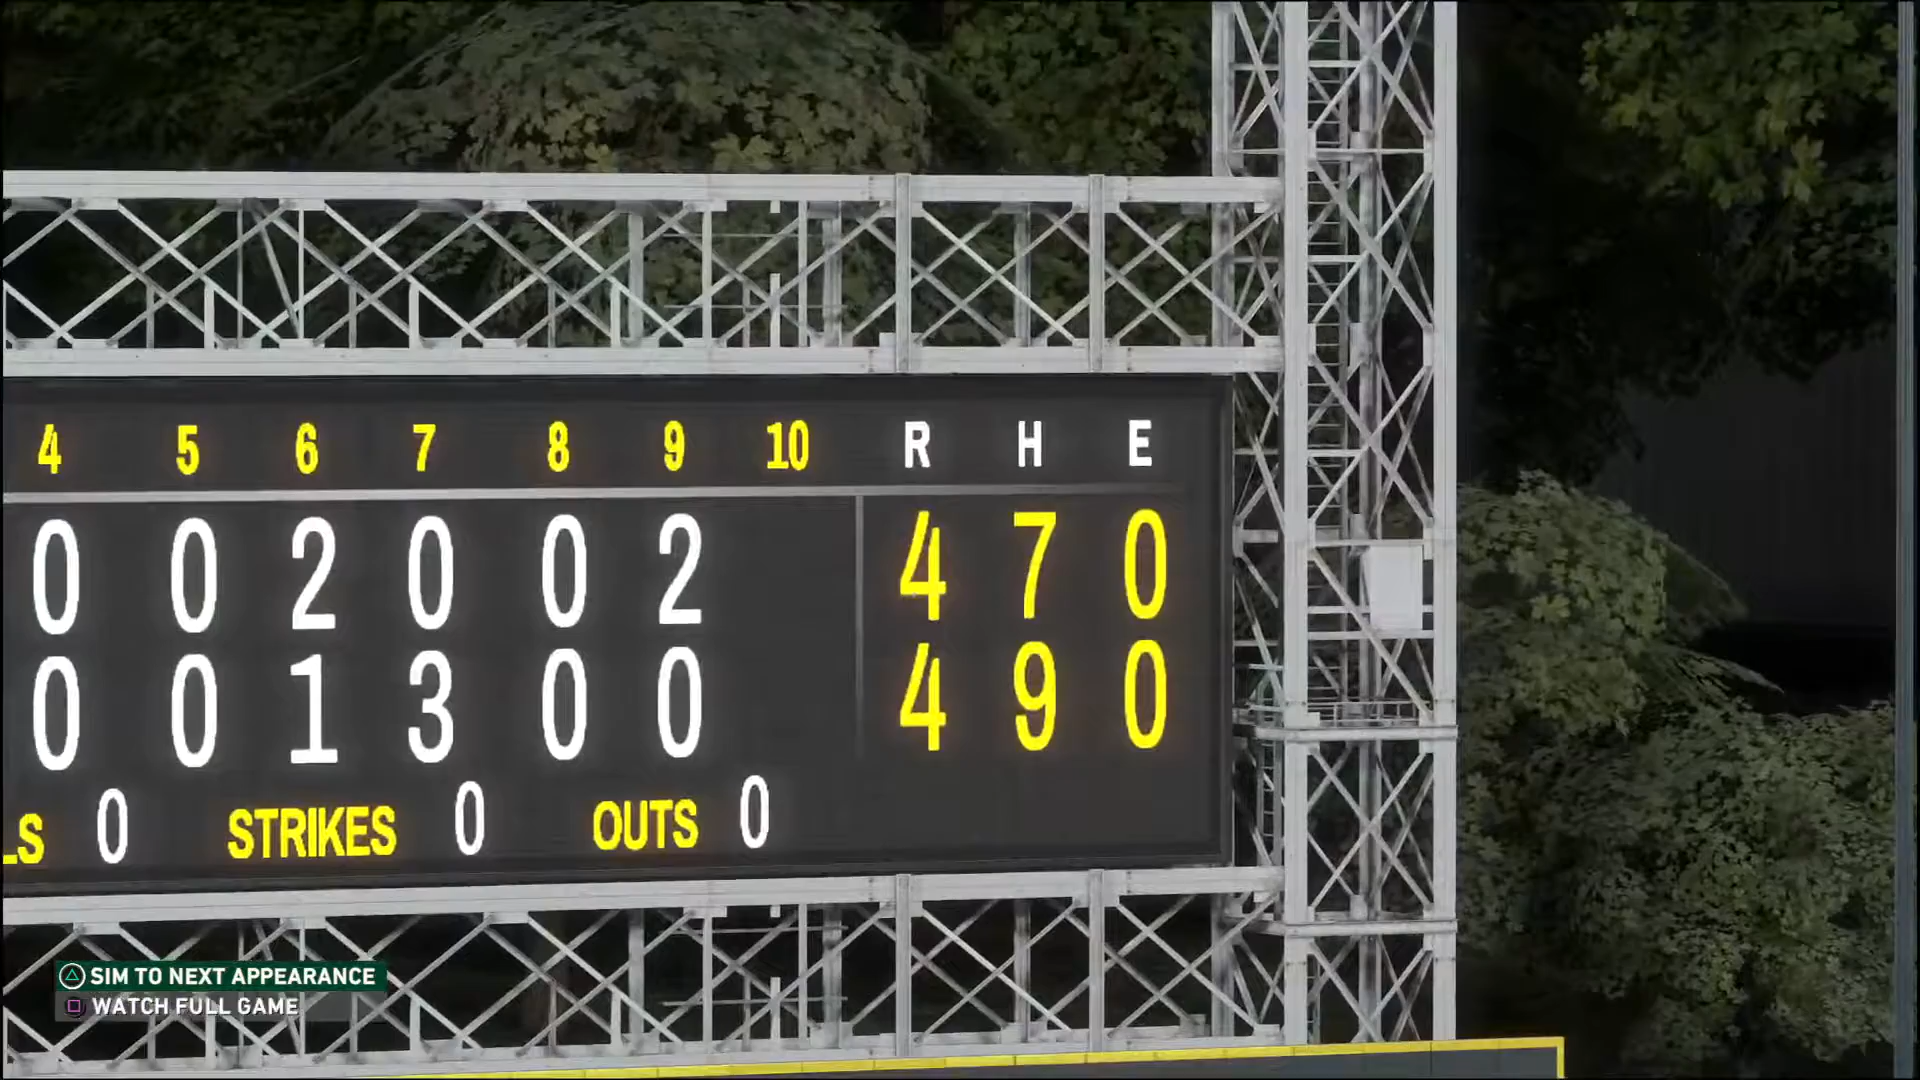 4 5 6 7 8 9 10 R H E
0 0 2 0 0 2 4 7 0
0 0 1 3 0 0 4 9 0
LS 0 STRIKES 0 OUTS 0
SIM TO NEXT APPEARANCE
WATCH FULL GAME